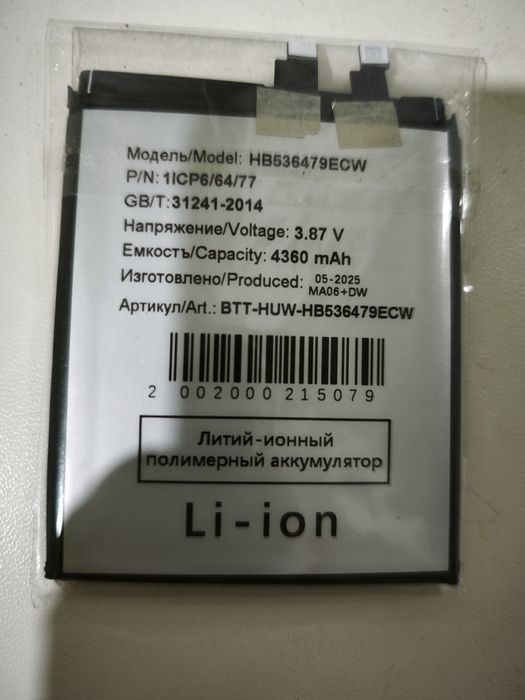 Модель/Model: HB536479ECW
P/N: 1ICP6/64/77
GB/T:31241-2014
Напряжение/Voltage: 3.87 V
Емкость/Capacity: 4360 mAh
Изготовлено/Produced: 05-2025
MA06+DW
Артикул/Art.: BTT-HUW-HB536479ECW
2 002000 215079
Литий-ионный
полимерный аккумулятор
Li-ion